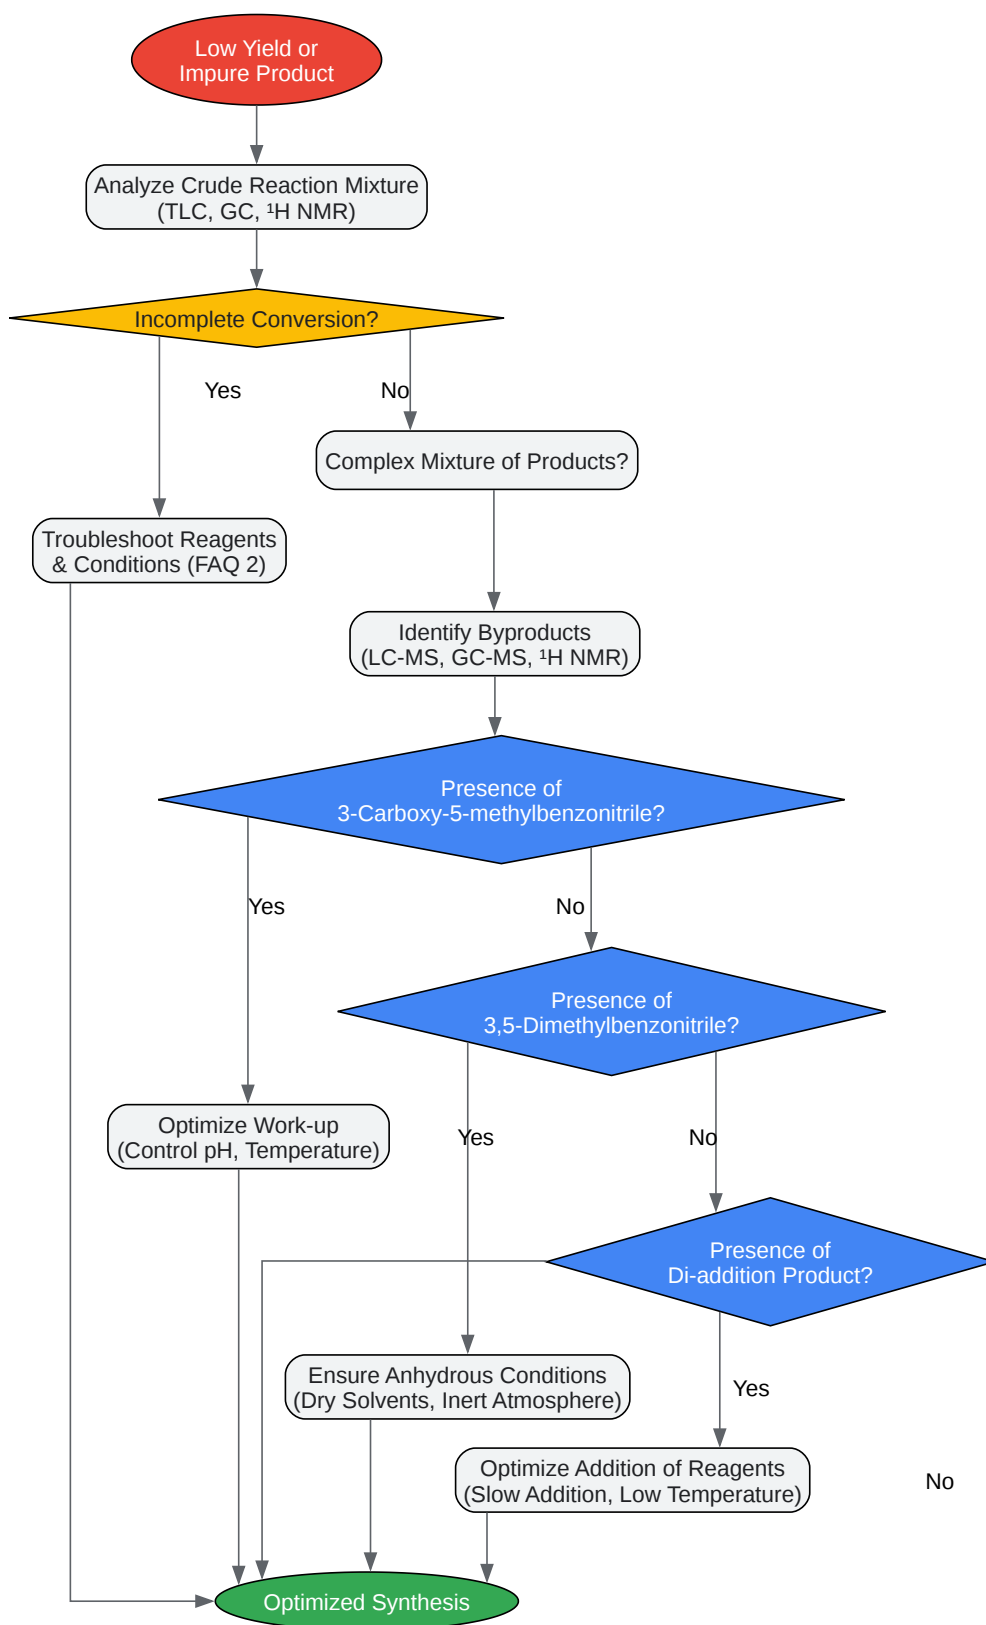 Low Yield or
Impure Product
Analyze Crude Reaction Mixture
(TLC, GC, ¹H NMR)
Incomplete Conversion?
Yes
No
Complex Mixture of Products?
Troubleshoot Reagents
& Conditions (FAQ 2)
Identify Byproducts
(LC-MS, GC-MS, ¹H NMR)
Presence of
3-Carboxy-5-methylbenzonitrile?
Yes
No
Presence of
3,5-Dimethylbenzonitrile?
Optimize Work-up
(Control pH, Temperature)
Yes
No
Presence of
Di-addition Product?
Ensure Anhydrous Conditions
(Dry Solvents, Inert Atmosphere)
Yes
Optimize Addition of Reagents
(Slow Addition, Low Temperature)
No
Optimized Synthesis